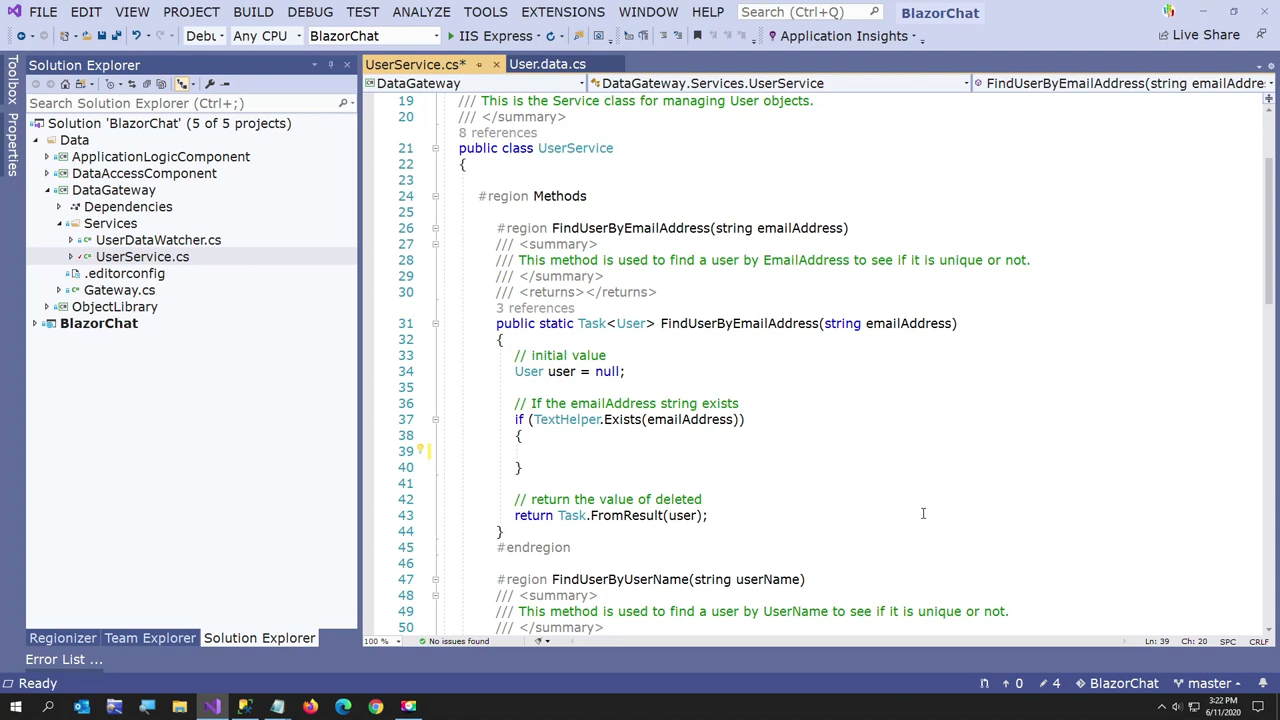 FILE EDIT VIEW PROJECT BUILD DEBUG TEST ANALYZE TOOLS EXTENSIONS WINDOW HELP Search (Ctrl+Q) BlazorChat
Debu Any CPU BlazorChat IIS Express Application Insights Live Share
Toolbox
Properties
Solution Explorer
Search Solution Explorer (Ctrl+;)
Solution 'BlazorChat' (5 of 5 projects)
Data
ApplicationLogicComponent
DataAccessComponent
DataGateway
Dependencies
Services
UserDataWatcher.cs
UserService.cs
.editorconfig
Gateway.cs
ObjectLibrary
BlazorChat
Regionizer Team Explorer Solution Explorer
UserService.cs* User.data.cs
DataGateway DataGateway.Services.UserService FindUserByEmailAddress(string emailAddre
19 /// This is the Service class for managing User objects.
20 /// </summary>
8 references
21 public class UserService
22 {
23
24 #region Methods
25
26 #region FindUserByEmailAddress(string emailAddress)
27 /// <summary>
28 /// This method is used to find a user by EmailAddress to see if it is unique or not.
29 /// </summary>
30 /// <returns></returns>
3 references
31 public static Task<User> FindUserByEmailAddress(string emailAddress)
32 {
33 // initial value
34 User user = null;
35
36 // If the emailAddress string exists
37 if (TextHelper.Exists(emailAddress))
38 {
39
40 }
41
42 // return the value of deleted
43 return Task.FromResult(user);
44 }
45 #endregion
46
47 #region FindUserByUserName(string userName)
48 /// <summary>
49 /// This method is used to find a user by UserName to see if it is unique or not.
50 /// </summary>
100 % No issues found Ln: 39 Ch: 20 SPC CRLF
Error List ...
Ready 0 4 BlazorChat master
3:22 PM
6/11/2020